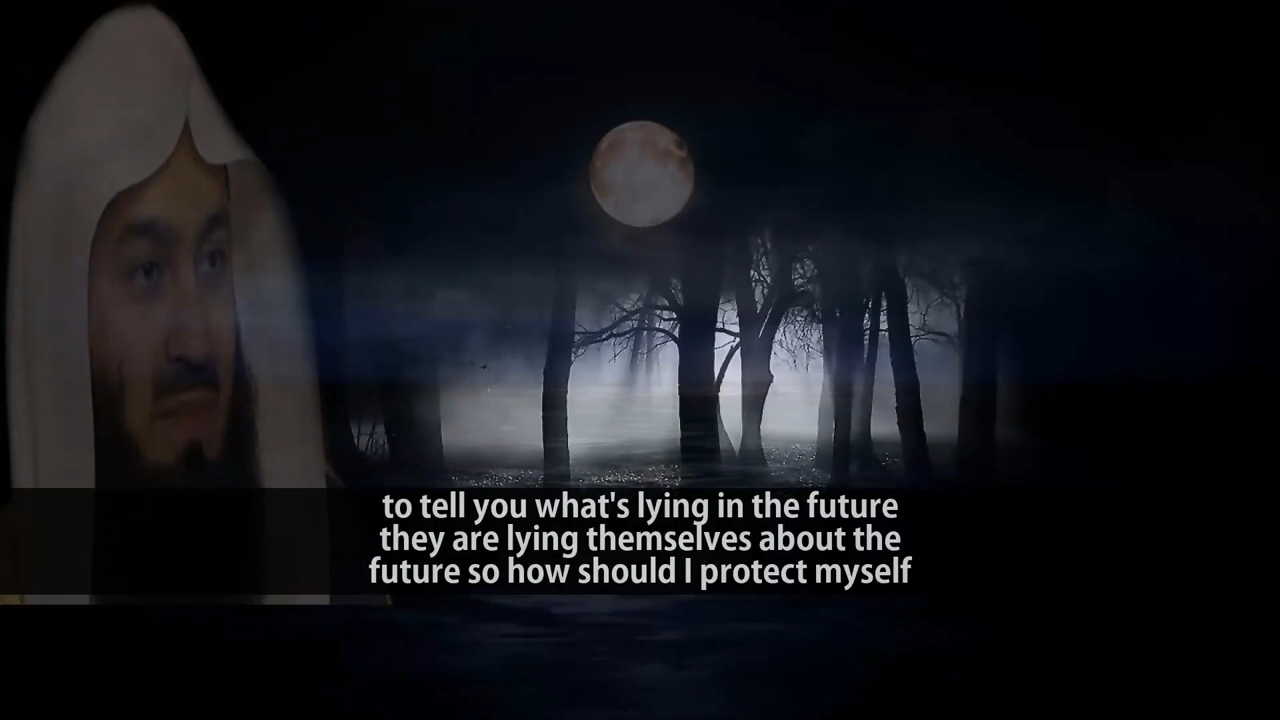 to tell you what's lying in the future
they are lying themselves about the
future so how should I protect myself